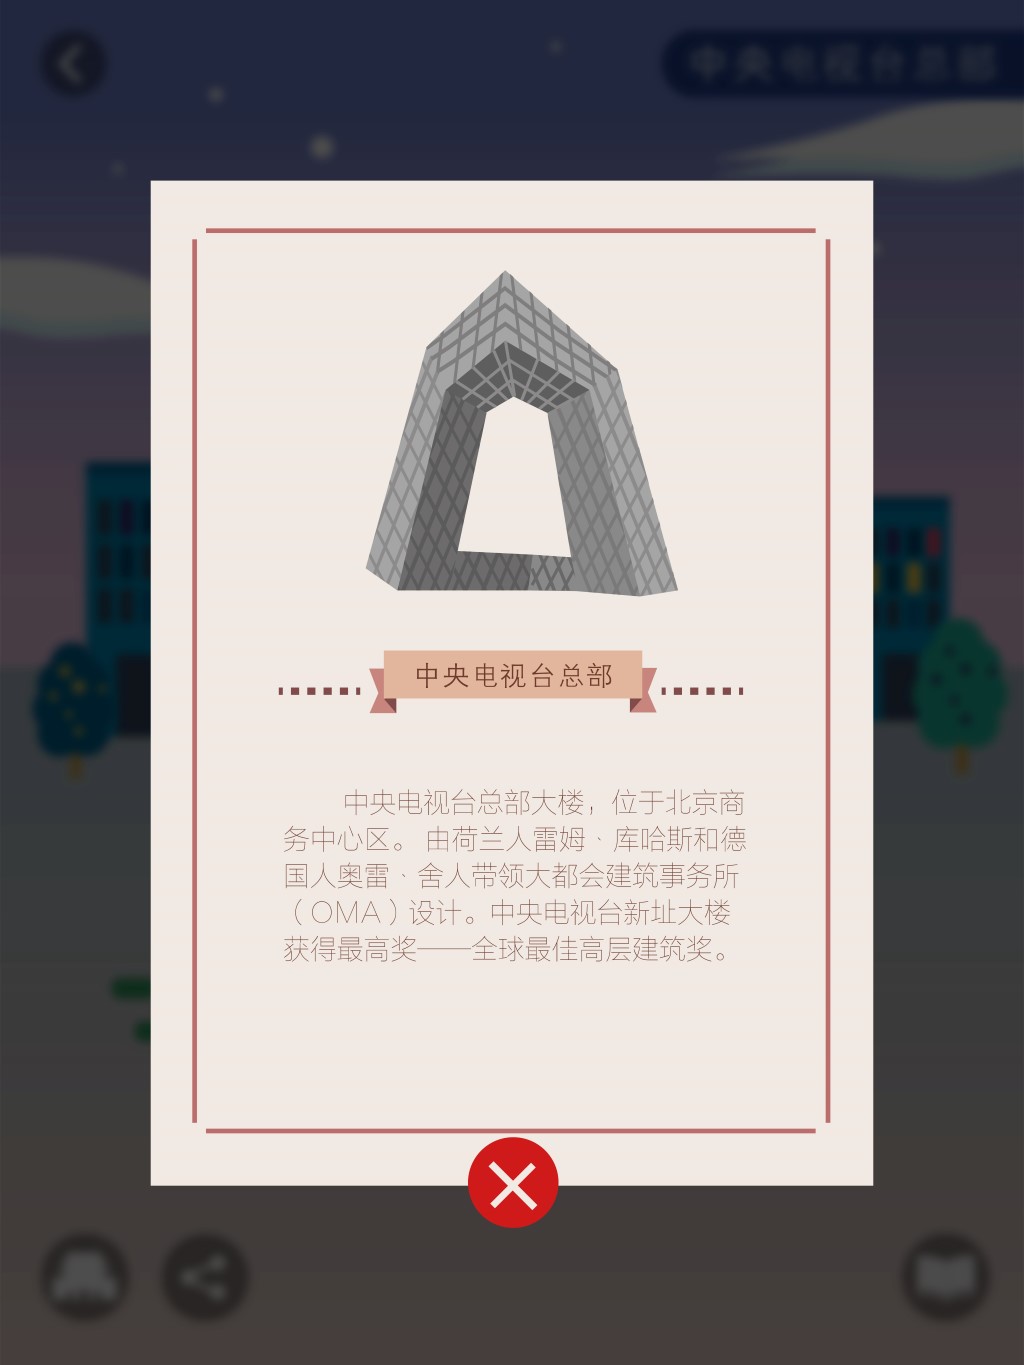 中央电视台总部
中央电视台总部
中央电视台总部大楼，位于北京商
务中心区。由荷兰人雷姆、库哈斯和德
国人奥雷、舍人带领大都会建筑事务所
（OMA）设计。中央电视台新址大楼
获得最高奖——全球最佳高层建筑奖。